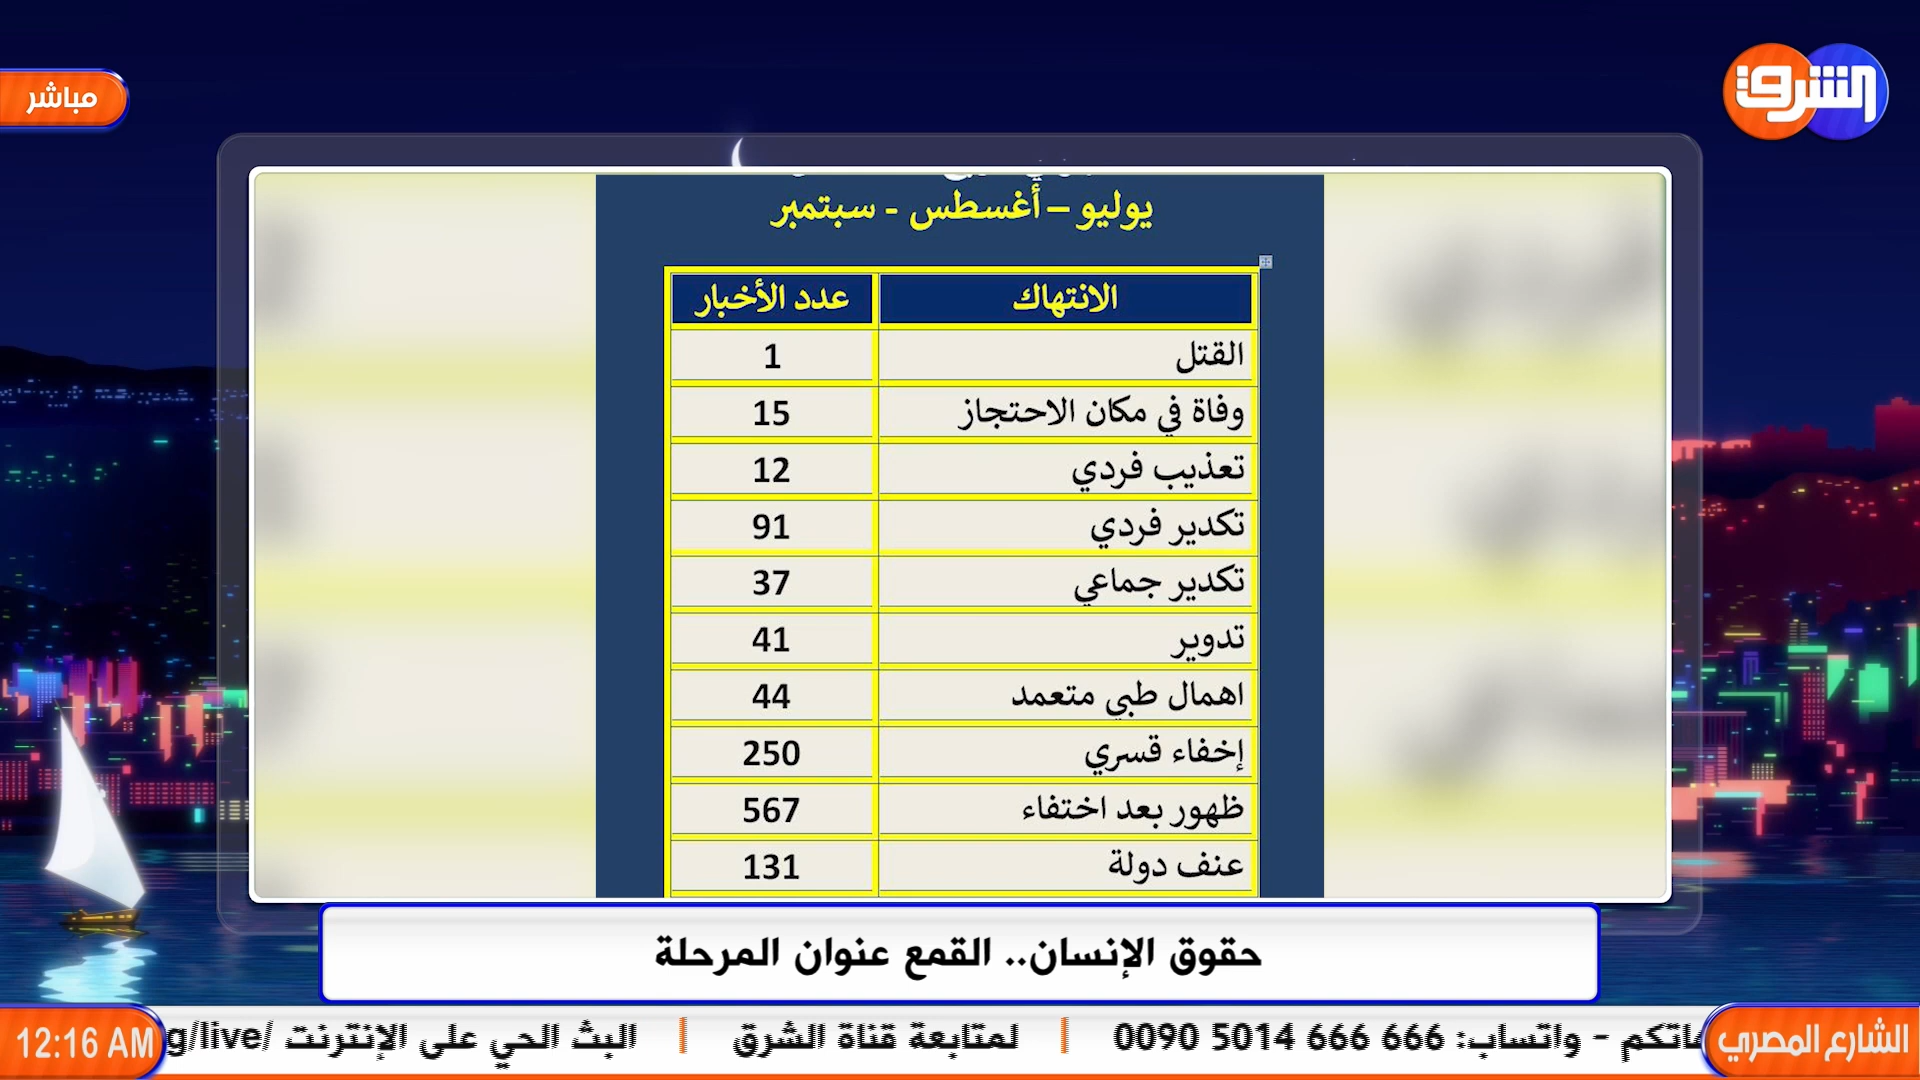 الشرق
مباشر
يوليو – أغسطس - سبتمبر
الانتهاك عدد الأخبار
القتل 1
وفاة في مكان الاحتجاز 15
تعذيب فردي 12
تكدير فردي 91
تكدير جماعي 37
تدوير 41
اهمال طبي متعمد 44
إخفاء قسري 250
ظهور بعد اختفاء 567
عنف دولة 131
حقوق الإنسان.. القمع عنوان المرحلة
الشارع المصري
- واتساب: 0090 5014 666 666 | لمتابعة قناة الشرق | البث الحي على الإنترنت g/live/
12:16 AM